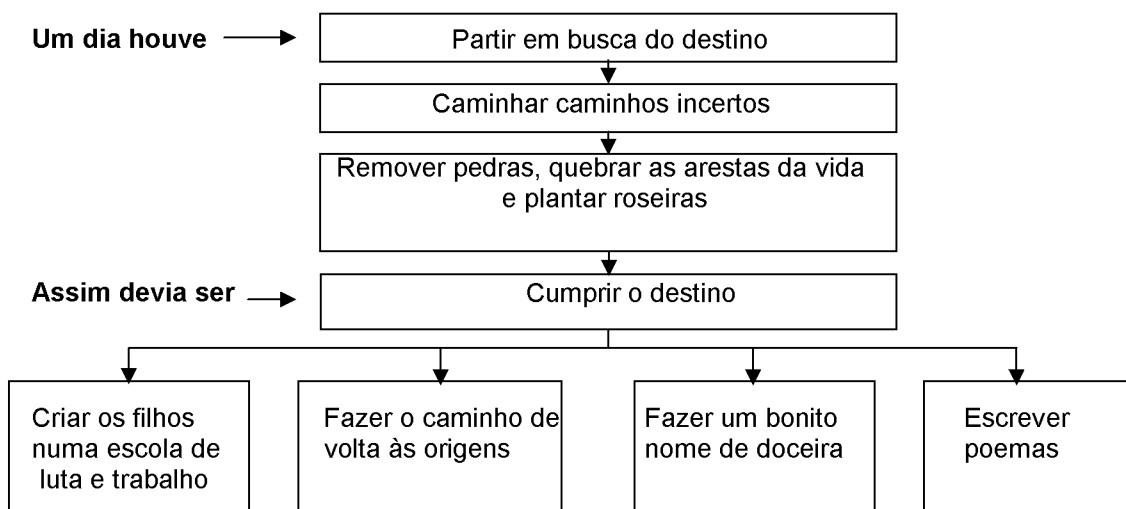 Um dia houve
Partir em busca do destino
Caminhar caminhos incertos
Remover pedras, quebrar as arestas da vida
e plantar roseiras
Assim devia ser
Cumprir o destino
Criar os filhos
numa escola de
luta e trabalho
Fazer o caminho de
volta às origens
Fazer um bonito
nome de doceira
Escrever
poemas